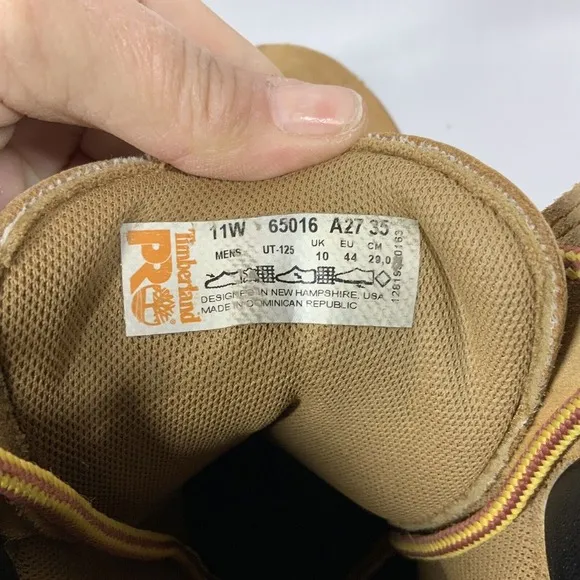 Timberland
PRO
®
11W 65016 A27 35
MENS UT-125 UK EU CM
10 44 29,0
DESIGNED IN NEW HAMPSHIRE, USA
MADE IN DOMINICAN REPUBLIC